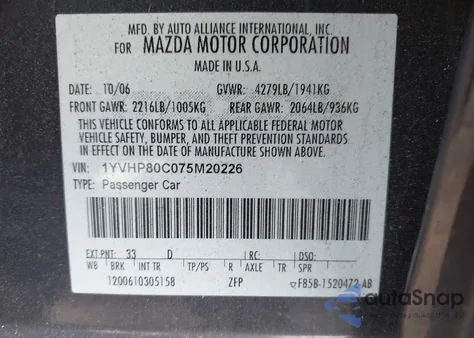 MFD. BY AUTO ALLIANCE INTERNATIONAL, INC.
FOR MAZDA MOTOR CORPORATION
MADE IN U.S.A.
DATE: 10/06 GVWR: 4279LB/1941KG
FRONT GAWR: 2216LB/1005KG REAR GAWR: 2064LB/936KG
THIS VEHICLE CONFORMS TO ALL APPLICABLE FEDERAL MOTOR
VEHICLE SAFETY, BUMPER, AND THEFT PREVENTION STANDARDS
IN EFFECT ON THE DATE OF MANUFACTURE SHOWN ABOVE.
VIN: 1YVHP80C075M20226
TYPE: Passenger Car
EXT PNT: 33 D RC: DSO:
WB BRK INT TR TP/PS R AXLE TR SPR
1200610305158 ZFP F85B-1520472-AB
autoSnap